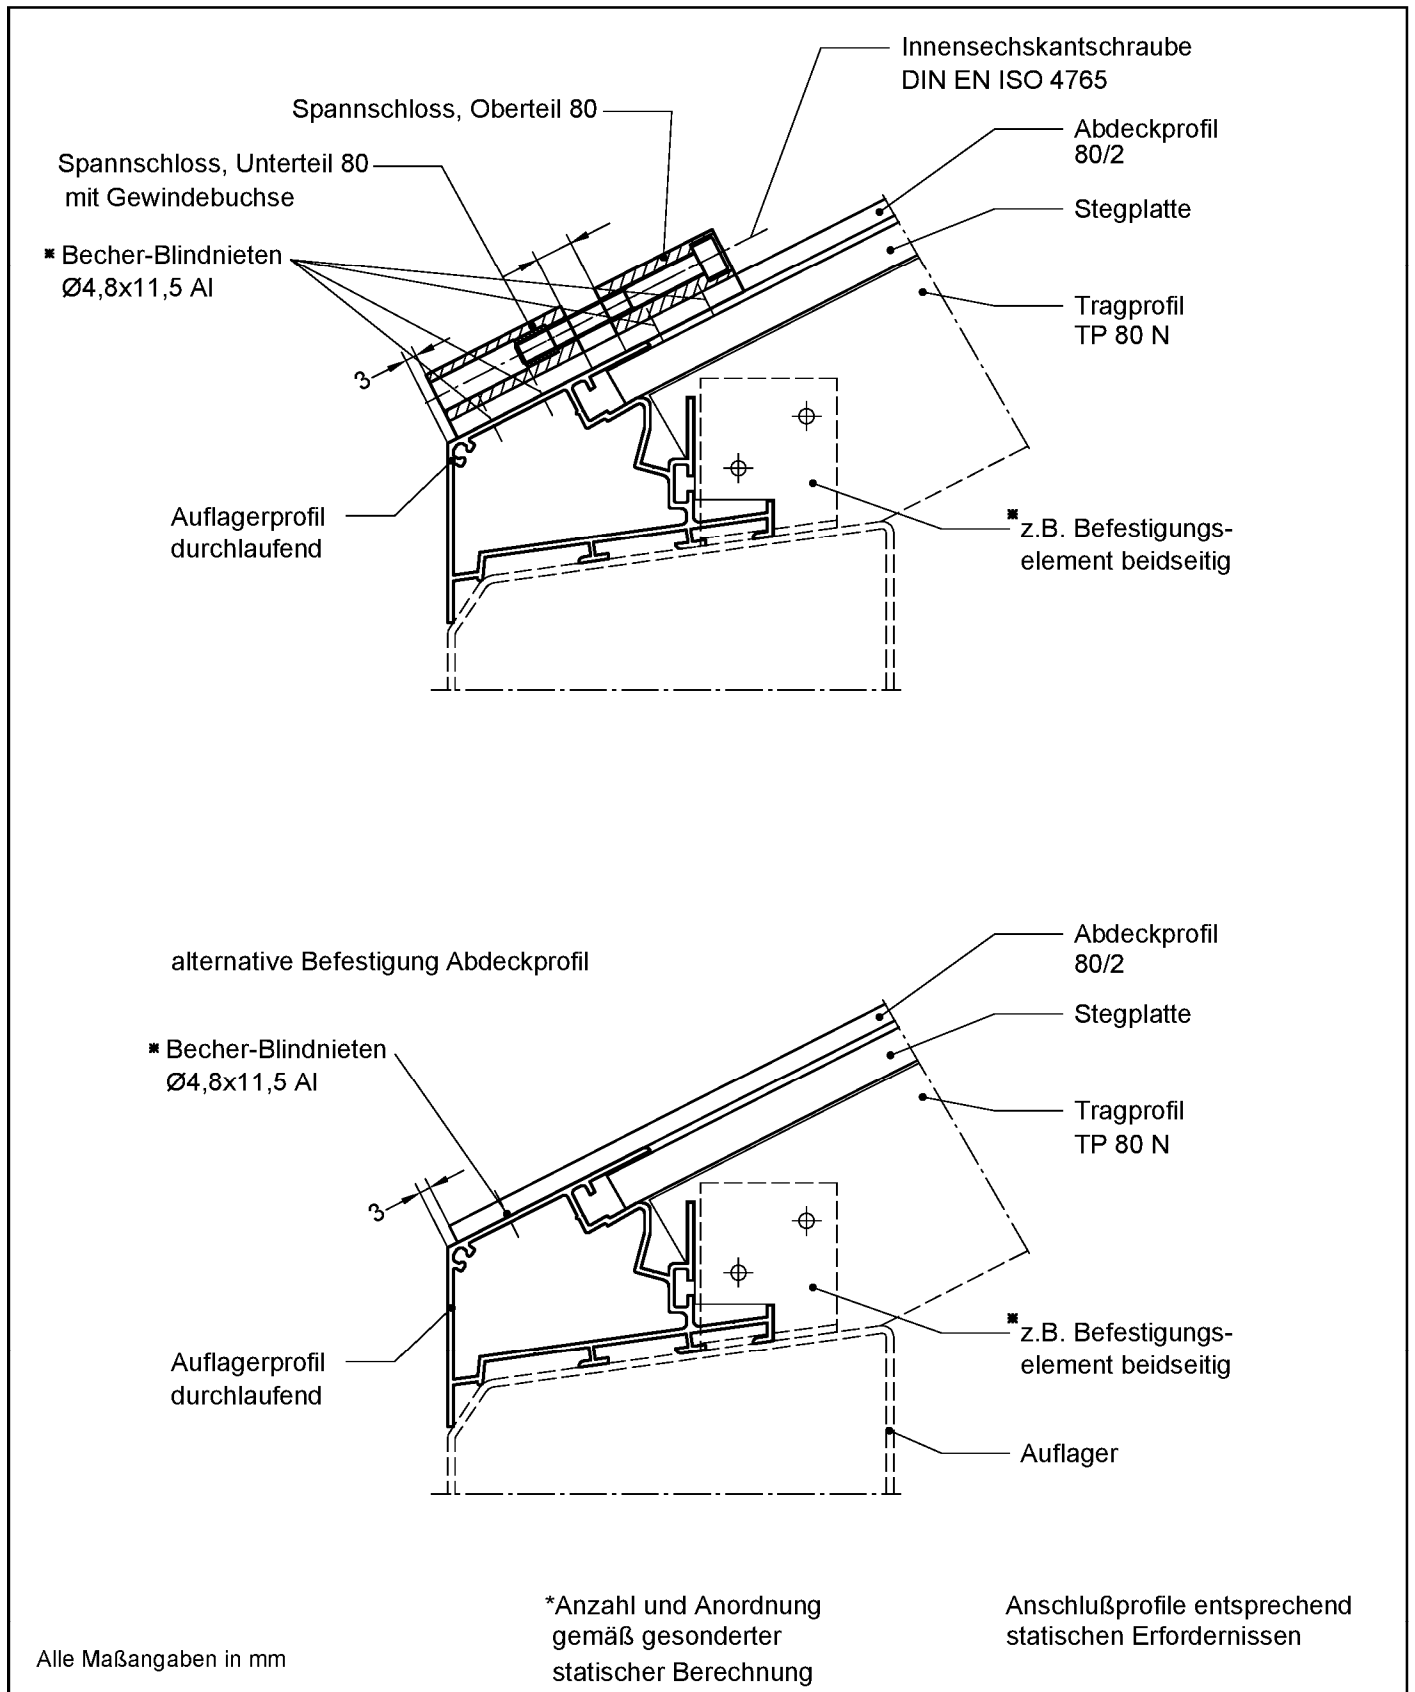 Innensechskantschraube
DIN EN ISO 4765
Spannschloss, Oberteil 80
Abdeckprofil
80/2
Spannschloss, Unterteil 80
mit Gewindebuchse
Stegplatte
* Becher-Blindnieten
Ø4,8x11,5 Al
Tragprofil
TP 80 N
3
Auflagerprofil
durchlaufend
* z.B. Befestigungs-
element beidseitig
alternative Befestigung Abdeckprofil
Abdeckprofil
80/2
Stegplatte
* Becher-Blindnieten
Ø4,8x11,5 Al
Tragprofil
TP 80 N
3
Auflagerprofil
durchlaufend
* z.B. Befestigungs-
element beidseitig
Auflager
*Anzahl und Anordnung
gemäß gesonderter
statischer Berechnung
Anschlußprofile entsprechend
statischen Erfordernissen
Alle Maßangaben in mm